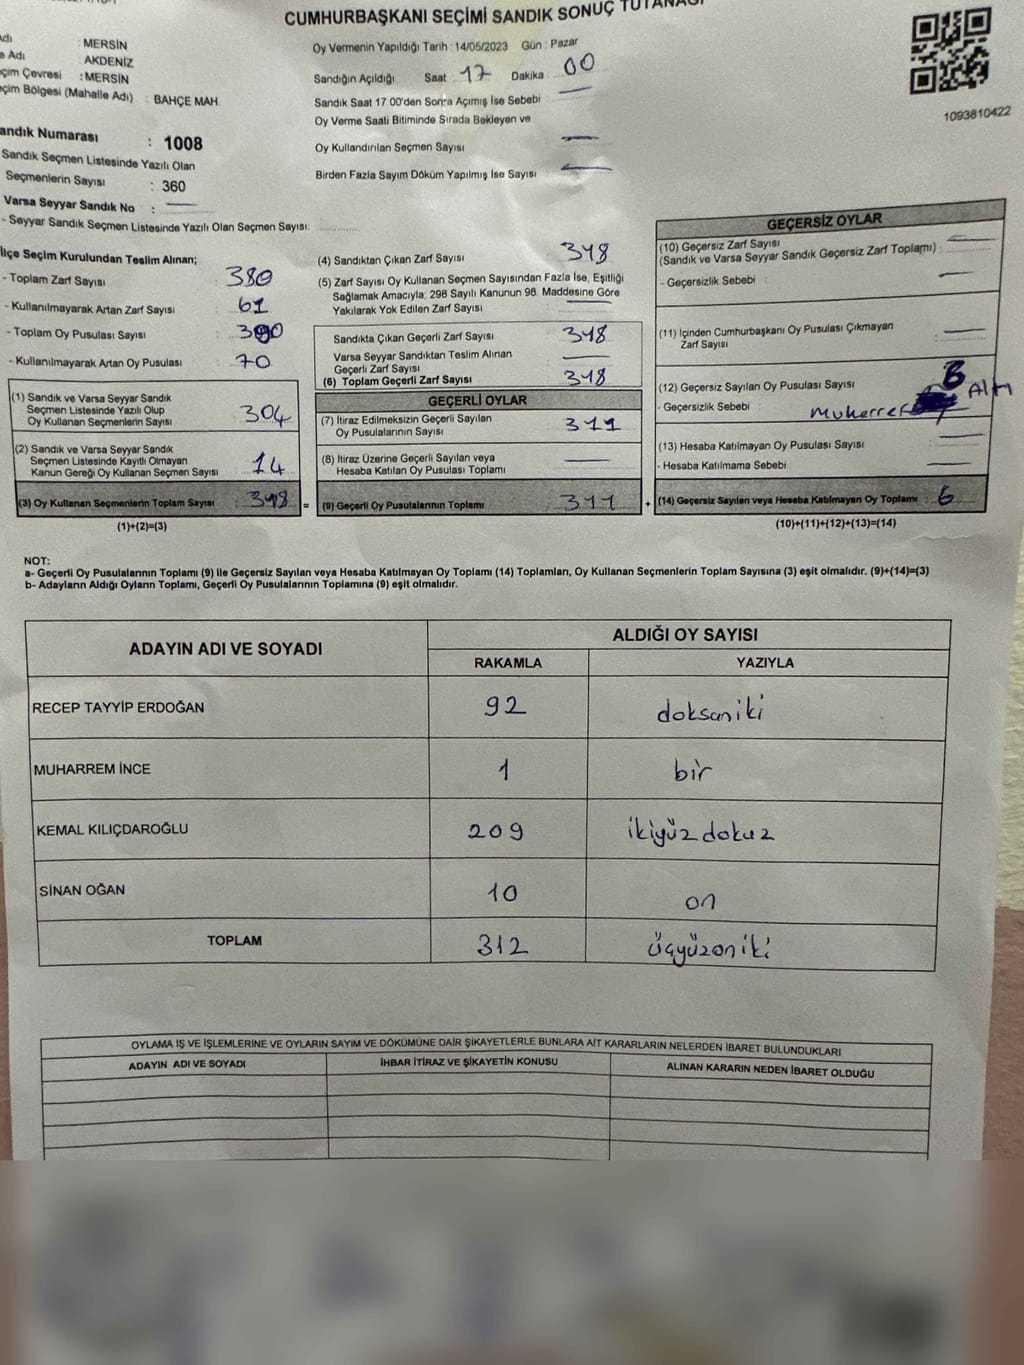 CUMHURBAŞKANI SEÇİMİ SANDIK SONUÇ TUTANAĞI
: MERSİN
: AKDENİZ
çim Çevresi : MERSİN
çim Bölgesi (Mahalle Adı) : BAHÇE MAH.
andık Numarası : 1008
Sandık Seçmen Listesinde Yazılı Olan
Seçmenlerin Sayısı : 360
Varsa Seyyar Sandık No : —
- Seyyar Sandık Seçmen Listesinde Yazılı Olan Seçmen Sayısı:
Oy Vermenin Yapıldığı Tarih : 14/05/2023 Gün : Pazar
Sandığın Açıldığı Saat 17 Dakika 00
Sandık Saat 17 00'den Sonra Açımış İse Sebebi : —
Oy Verme Saati Bitiminde Sırada Bekleyen ve
Oy Kullandırılan Seçmen Sayısı —
Birden Fazla Sayım Döküm Yapılmış İse Sayısı —
1093810422
İlçe Seçim Kurulundan Teslim Alınan;
- Toplam Zarf Sayısı : 380
- Kullanılmayarak Artan Zarf Sayısı : 61
- Toplam Oy Pusulası Sayısı :
- Kullanılmayarak Artan Oy Pusulası : 70
(1) Sandık ve Varsa Seyyar Sandık
Seçmen Listesinde Yazılı Olup
Oy Kullanan Seçmenlerin Sayısı : 304
(2) Sandık ve Varsa Seyyar Sandık
Seçmen Listesinde Kayıtlı Olmayan
Kanun Gereği Oy Kullanan Seçmen Sayısı : 14
(3) Oy Kullanan Seçmenlerin Toplam Sayısı : 318
(1)+(2)=(3)
(4) Sandıktan Çıkan Zarf Sayısı : 318
(5) Zarf Sayısı Oy Kullanan Seçmen Sayısından Fazla İse, Eşitliği
Sağlamak Amacıyla; 298 Sayılı Kanunun 98. Maddesine Göre
Yakılarak Yok Edilen Zarf Sayısı : —
Sandıkta Çıkan Geçerli Zarf Sayısı : 318
Varsa Seyyar Sandıktan Teslim Alınan
Geçerli Zarf Sayısı : —
(6) Toplam Geçerli Zarf Sayısı : 318
GEÇERLİ OYLAR
(7) İtiraz Edilmeksizin Geçerli Sayılan
Oy Pusulalarının Sayısı : 311
(8) İtiraz Üzerine Geçerli Sayılan veya
Hesaba Katılan Oy Pusulası Toplamı : —
(9) Geçerli Oy Pusulalarının Toplamı : 311
GEÇERSİZ OYLAR
(10) Geçersiz Zarf Sayısı
(Sandık ve Varsa Seyyar Sandık Geçersiz Zarf Toplamı) : —
- Geçersizlik Sebebi : —
(11) İçinden Cumhurbaşkanı Oy Pusulası Çıkmayan
Zarf Sayısı : —
(12) Geçersiz Sayılan Oy Pusulası Sayısı : 6 Altı
- Geçersizlik Sebebi : Mukerrer
(13) Hesaba Katılmayan Oy Pusulası Sayısı : —
- Hesaba Katılmama Sebebi : —
(14) Geçersiz Sayılan veya Hesaba Katılmayan Oy Toplamı : 6
(10)+(11)+(12)+(13)=(14)
NOT:
a- Geçerli Oy Pusulalarının Toplamı (9) ile Geçersiz Sayılan veya Hesaba Katılmayan Oy Toplamı (14) Toplamları, Oy Kullanan Seçmenlerin Toplam Sayısına (3) eşit olmalıdır. (9)+(14)=(3)
b- Adayların Aldığı Oyların Toplamı, Geçerli Oy Pusulalarının Toplamına (9) eşit olmalıdır.
ADAYIN ADI VE SOYADI ALDIĞI OY SAYISI
RAKAMLA YAZIYLA
RECEP TAYYİP ERDOĞAN 92 doksaniki
MUHARREM İNCE 1 bir
KEMAL KILIÇDAROĞLU 209 ikiyüz dokuz
SİNAN OĞAN 10 on
TOPLAM 312 üçyüzoniki
OYLAMA İŞ VE İŞLEMLERİNE VE OYLARIN SAYIM VE DÖKÜMÜNE DAİR ŞİKAYETLERLE BUNLARA AİT KARARLARIN NELERDEN İBARET BULUNDUKLARI
ADAYIN ADI VE SOYADI İHBAR İTİRAZ VE ŞİKAYETİN KONUSU ALINAN KARARIN NEDEN İBARET OLDUĞU